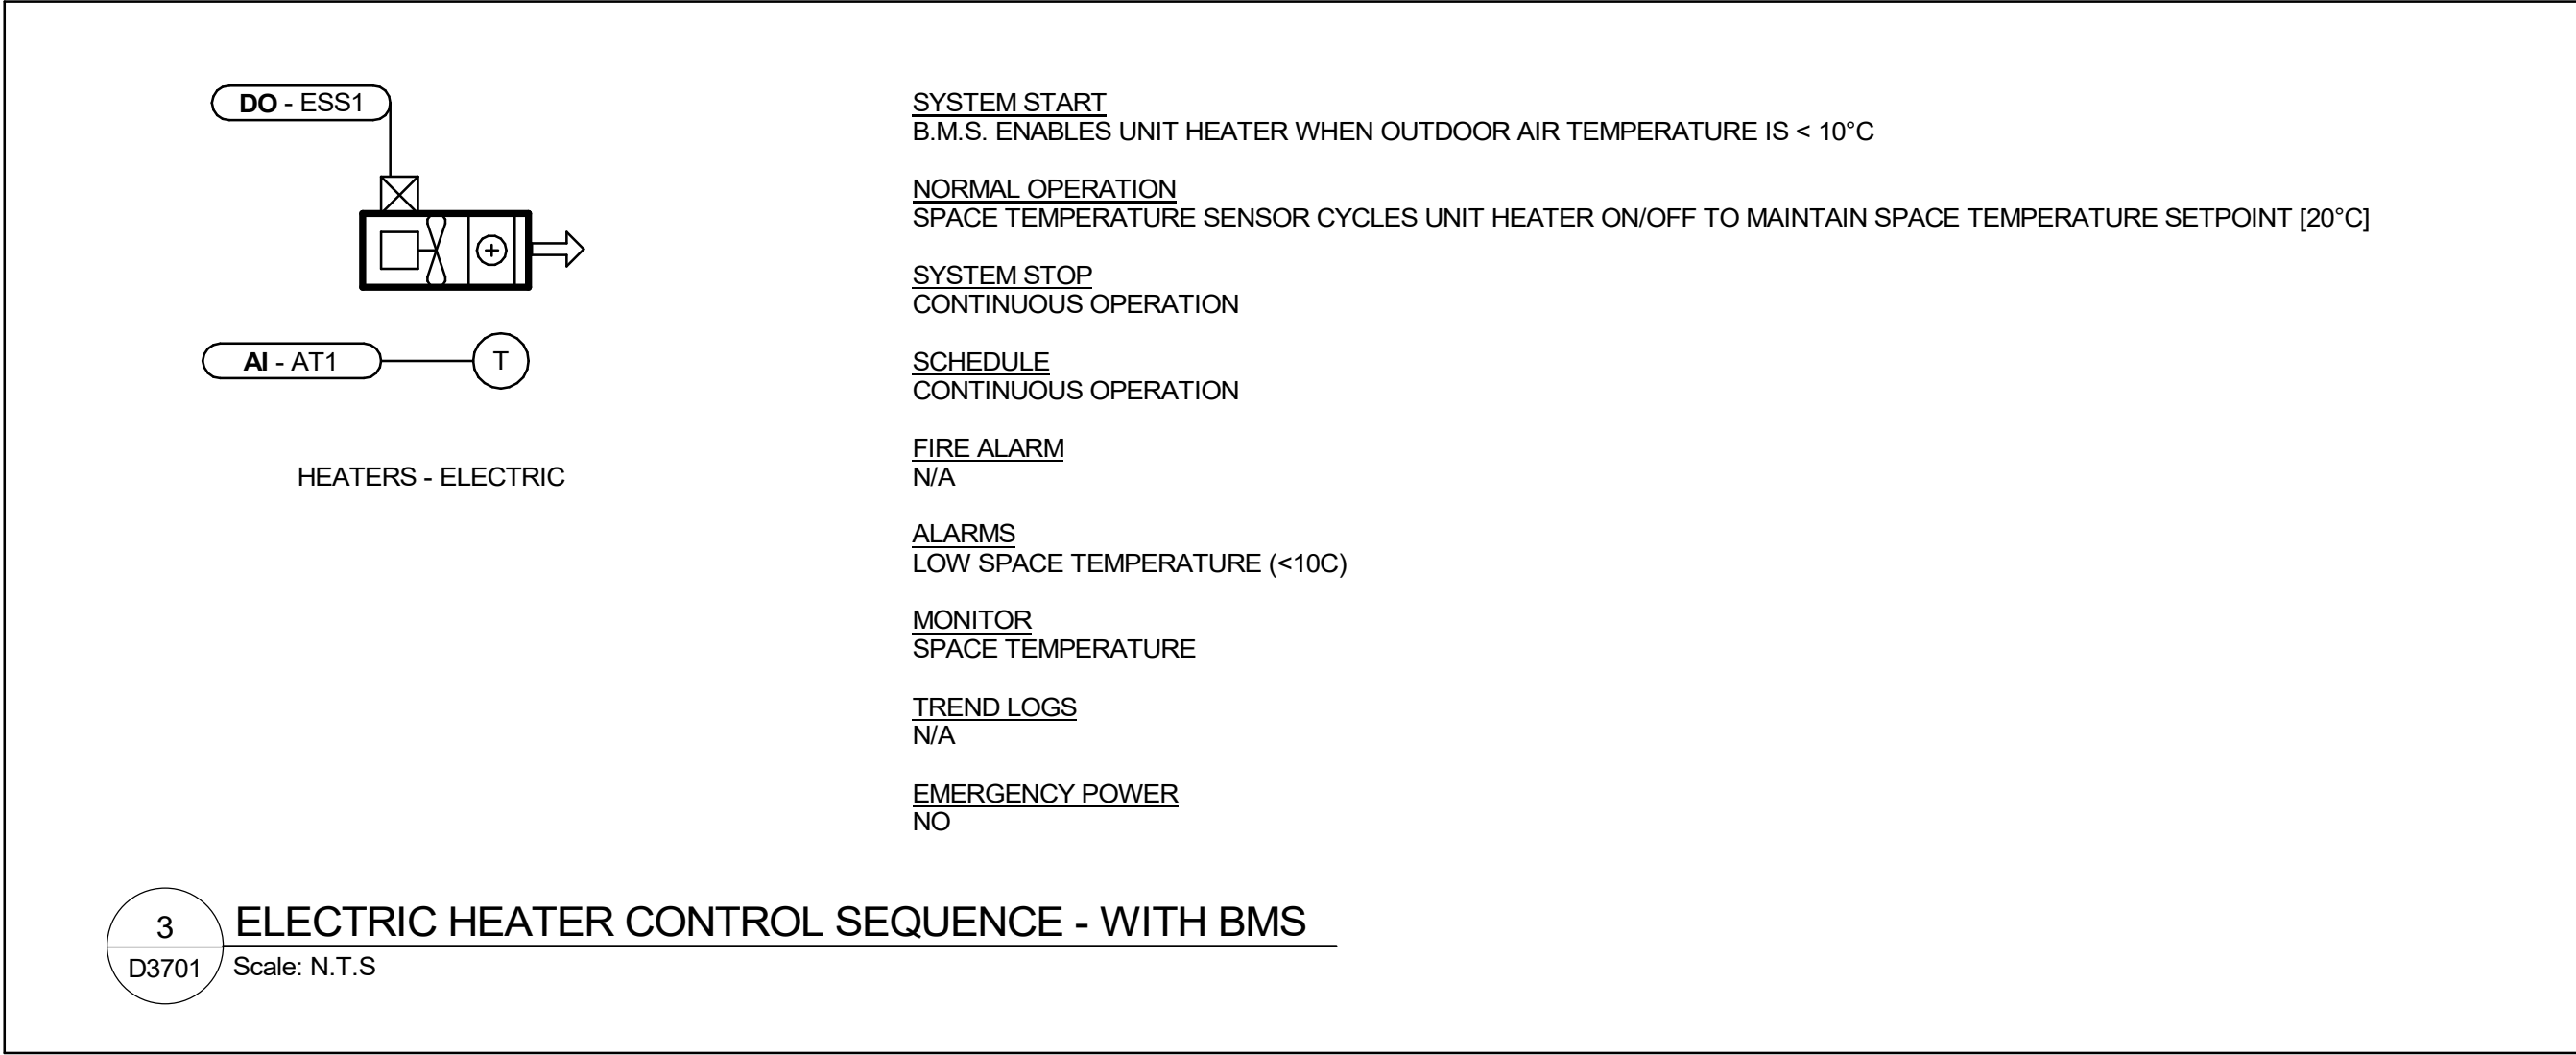 DO - ESS1
AI - AT1
T
HEATERS - ELECTRIC
SYSTEM START
B.M.S. ENABLES UNIT HEATER WHEN OUTDOOR AIR TEMPERATURE IS < 10°C
NORMAL OPERATION
SPACE TEMPERATURE SENSOR CYCLES UNIT HEATER ON/OFF TO MAINTAIN SPACE TEMPERATURE SETPOINT [20°C]
SYSTEM STOP
CONTINUOUS OPERATION
SCHEDULE
CONTINUOUS OPERATION
FIRE ALARM
N/A
ALARMS
LOW SPACE TEMPERATURE (<10C)
MONITOR
SPACE TEMPERATURE
TREND LOGS
N/A
EMERGENCY POWER
NO
3
D3701
ELECTRIC HEATER CONTROL SEQUENCE - WITH BMS
Scale: N.T.S